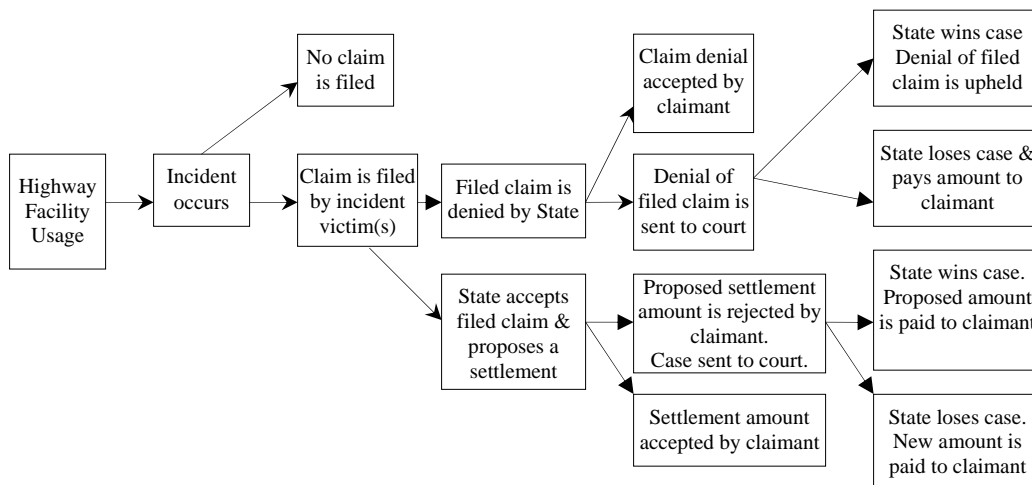 Highway
Facility
Usage
Incident
occurs
No claim
is filed
Claim is filed
by incident
victim(s)
Filed claim is
denied by State
State accepts
filed claim &
proposes a
settlement
Claim denial
accepted by
claimant
Denial of
filed claim is
sent to court
Proposed settlement
amount is rejected by
claimant.
Case sent to court.
Settlement amount
accepted by claimant
State wins case
Denial of filed
claim is upheld
State loses case &
pays amount to
claimant
State wins case.
Proposed amount
is paid to claimant
State loses case.
New amount is
paid to claimant